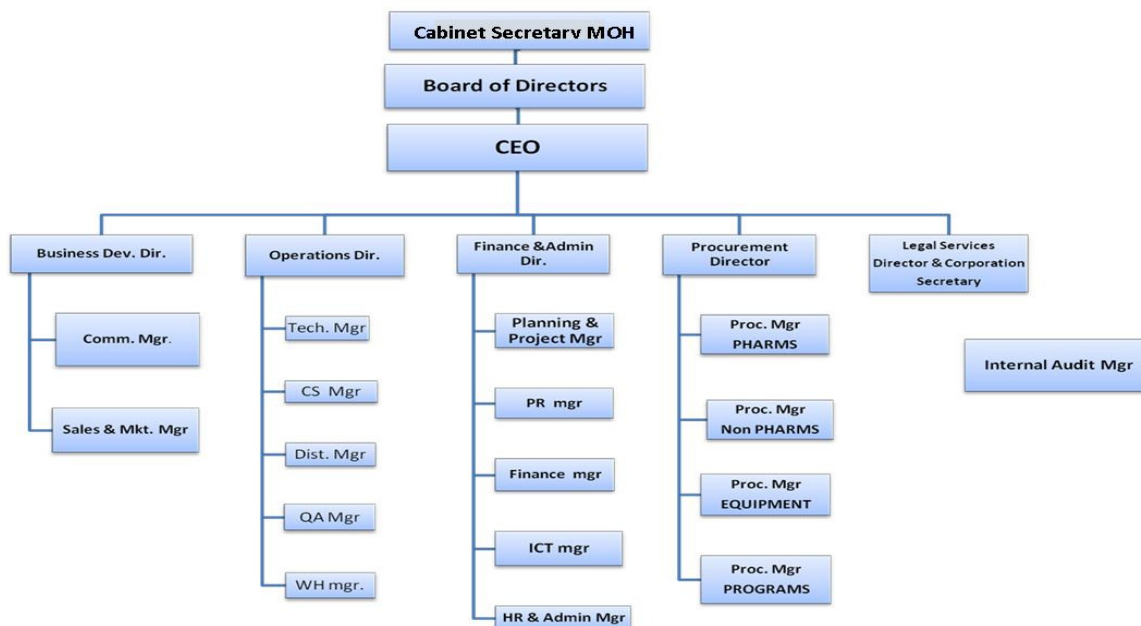 Cabinet Secretary MOH
Board of Directors
CEO
Business Dev. Dir.
Operations Dir.
Finance &Admin
Dir.
Procurement
Director
Legal Services
Director & Corporation
Secretary
Comm. Mgr.
Sales & Mkt. Mgr
Tech. Mgr
CS Mgr
Dist. Mgr
QA Mgr
WH mgr.
Planning &
Project Mgr
PR mgr
Finance mgr
ICT mgr
HR & Admin Mgr
Proc. Mgr
PHARMS
Proc. Mgr
Non PHARMS
Proc. Mgr
EQUIPMENT
Proc. Mgr
PROGRAMS
Internal Audit Mgr